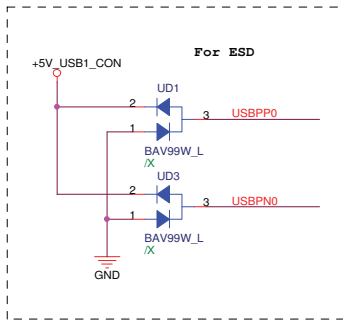 For ESD
+5V_USB1_CON
UD1
2
3 USBPP0
1
BAV99W_L
/X
UD3
2
3 USBPN0
1
BAV99W_L
/X
GND